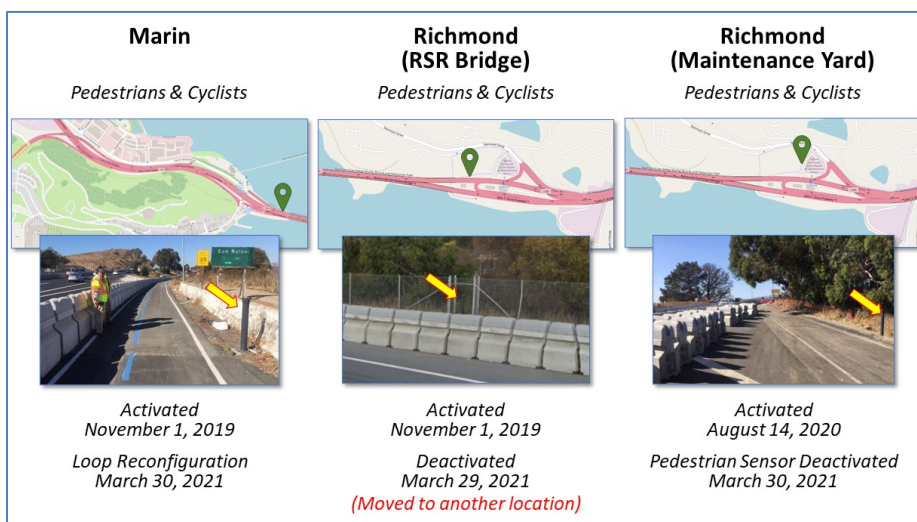 Marin
Pedestrians & Cyclists
San Rafael
Activated
November 1, 2019
Loop Reconfiguration
March 30, 2021
Richmond
(RSR Bridge)
Pedestrians & Cyclists
Activated
November 1, 2019
Deactivated
March 29, 2021
(Moved to another location)
Richmond
(Maintenance Yard)
Pedestrians & Cyclists
Activated
August 14, 2020
Pedestrian Sensor Deactivated
March 30, 2021